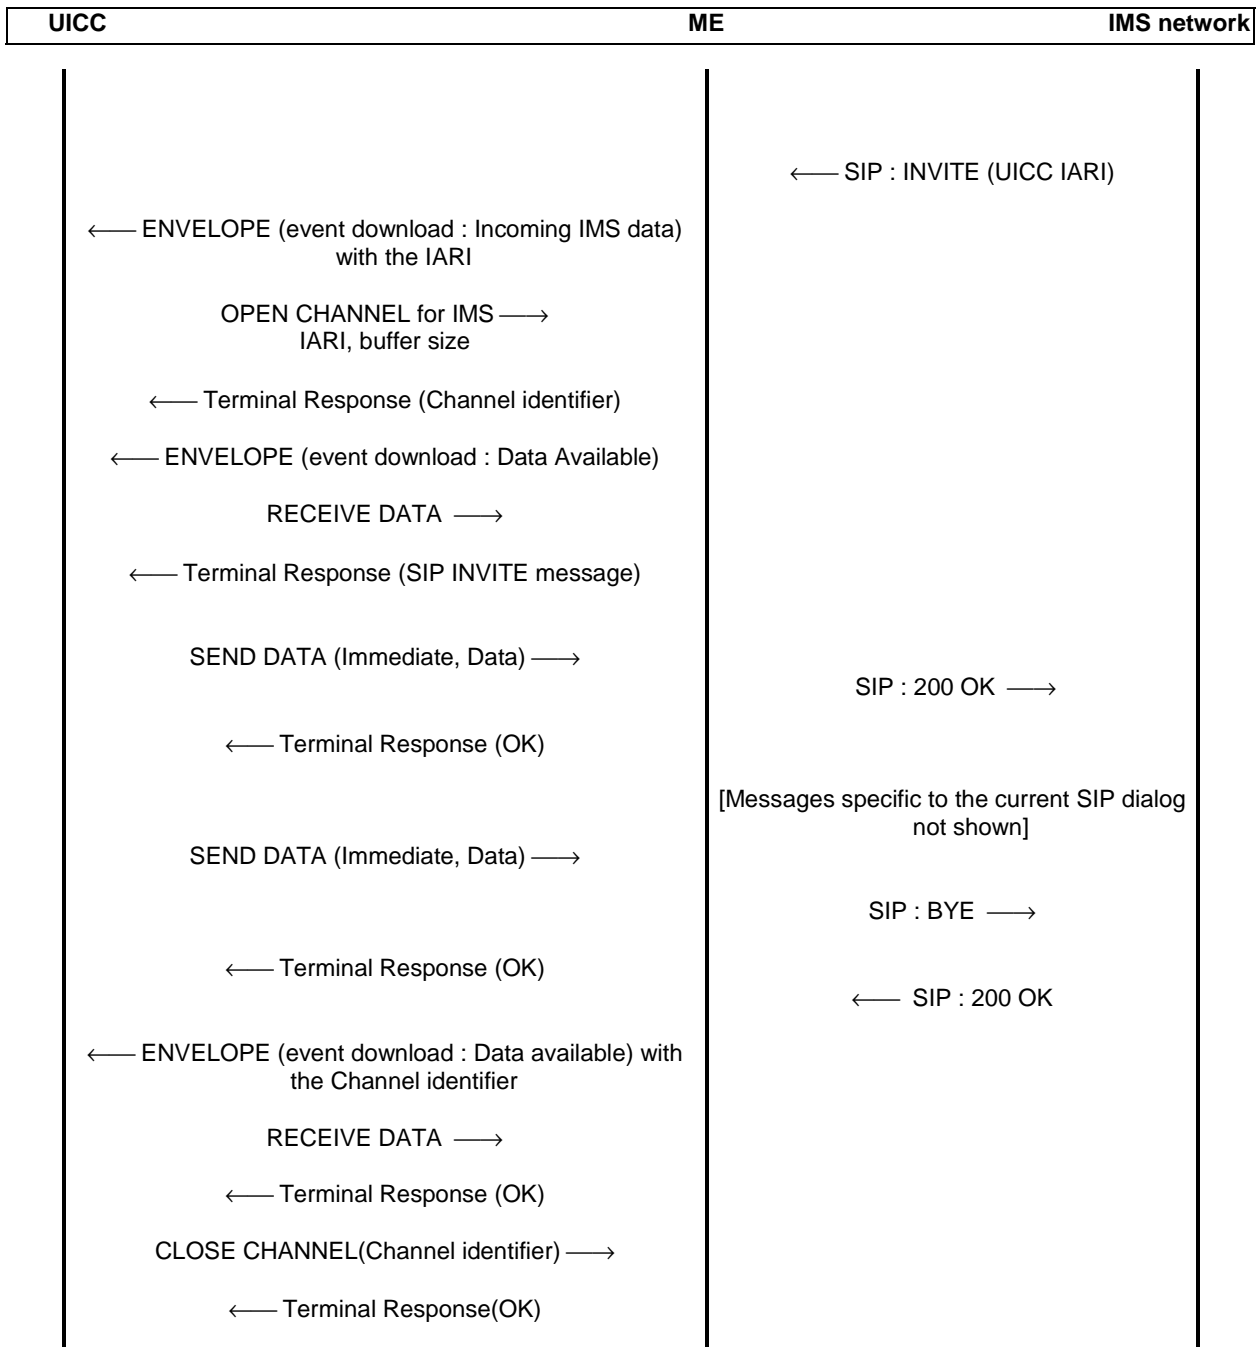 UICC ME IMS network
← SIP : INVITE (UICC IARI)
← ENVELOPE (event download : Incoming IMS data)
with the IARI
OPEN CHANNEL for IMS →
IARI, buffer size
← Terminal Response (Channel identifier)
← ENVELOPE (event download : Data Available)
RECEIVE DATA →
← Terminal Response (SIP INVITE message)
SEND DATA (Immediate, Data) →
SIP : 200 OK →
← Terminal Response (OK)
[Messages specific to the current SIP dialog
not shown]
SEND DATA (Immediate, Data) →
SIP : BYE →
← Terminal Response (OK)
← SIP : 200 OK
← ENVELOPE (event download : Data available) with
the Channel identifier
RECEIVE DATA →
← Terminal Response (OK)
CLOSE CHANNEL(Channel identifier) →
← Terminal Response(OK)